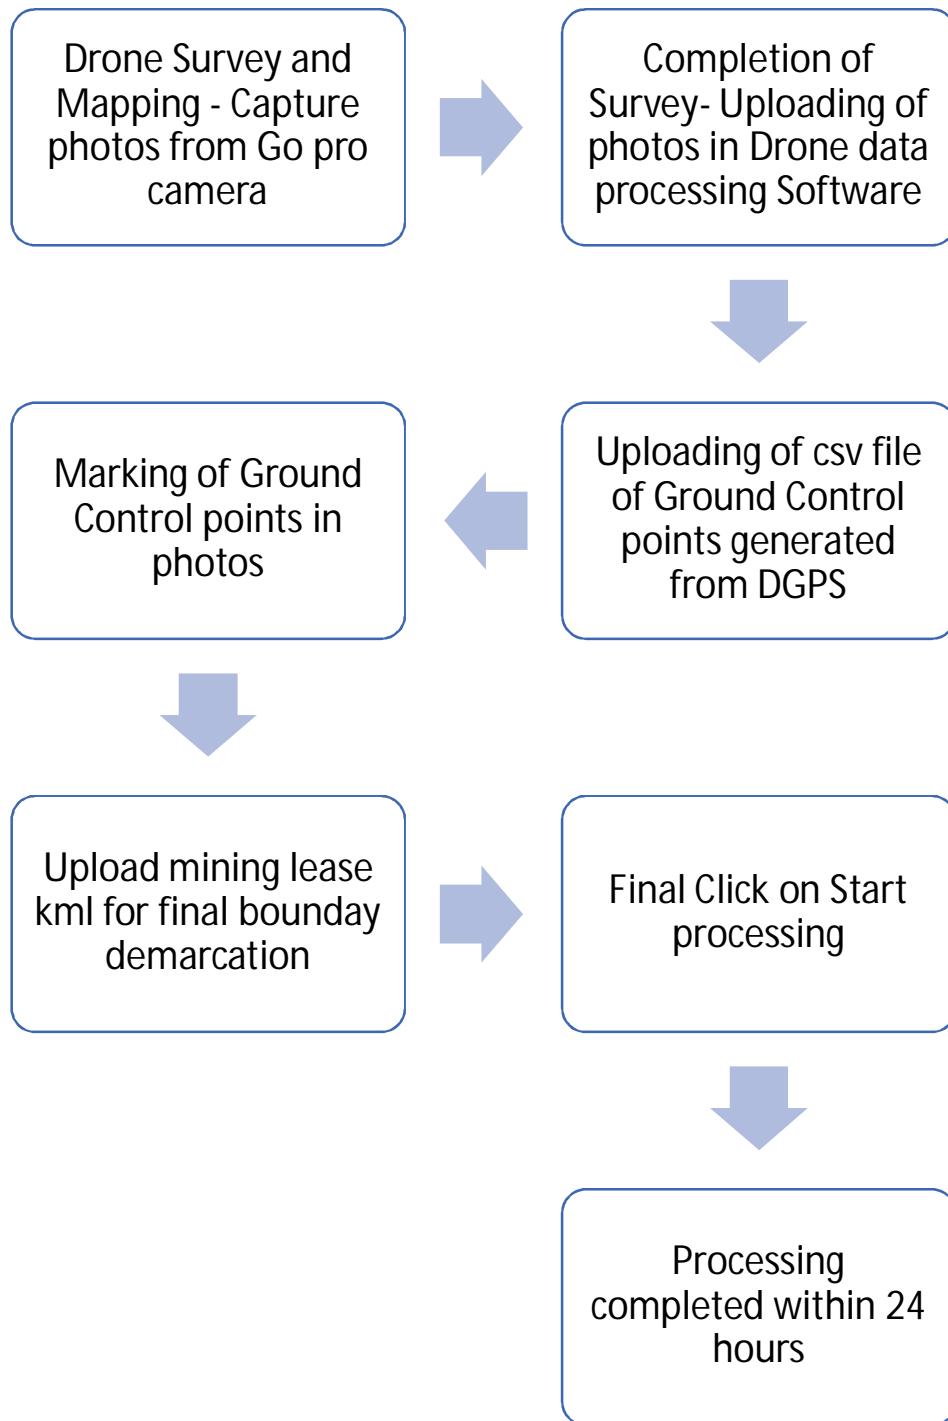 Drone Survey and
Mapping - Capture
photos from Go pro
camera
Completion of
Survey- Uploading of
photos in Drone data
processing Software
Uploading of csv file
of Ground Control
points generated
from DGPS
Marking of Ground
Control points in
photos
Upload mining lease
kml for final bounday
demarcation
Final Click on Start
processing
Processing
completed within 24
hours